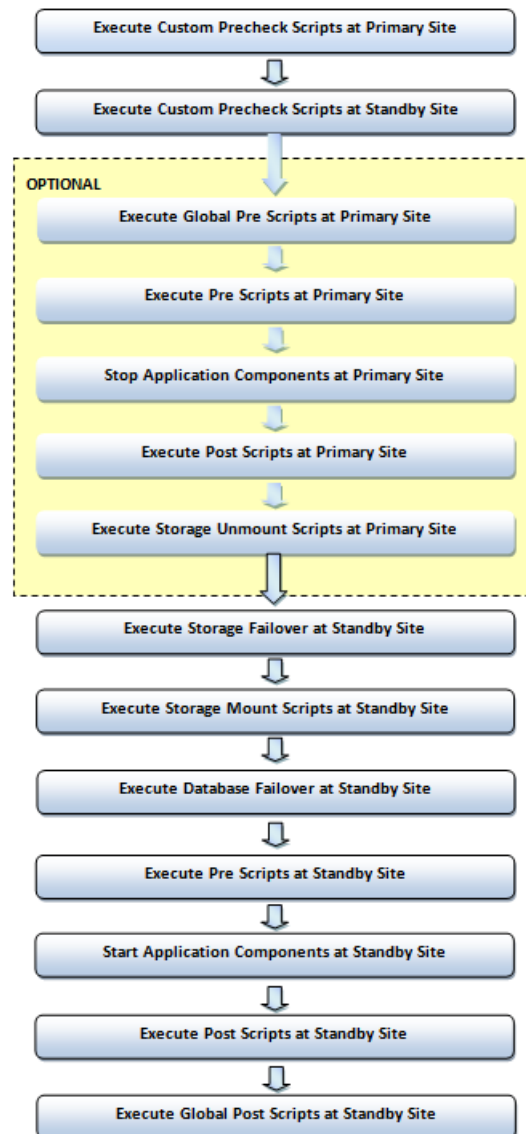 Execute Custom Precheck Scripts at Primary Site
Execute Custom Precheck Scripts at Standby Site
OPTIONAL
Execute Global Pre Scripts at Primary Site
Execute Pre Scripts at Primary Site
Stop Application Components at Primary Site
Execute Post Scripts at Primary Site
Execute Storage Unmount Scripts at Primary Site
Execute Storage Failover at Standby Site
Execute Storage Mount Scripts at Standby Site
Execute Database Failover at Standby Site
Execute Pre Scripts at Standby Site
Start Application Components at Standby Site
Execute Post Scripts at Standby Site
Execute Global Post Scripts at Standby Site